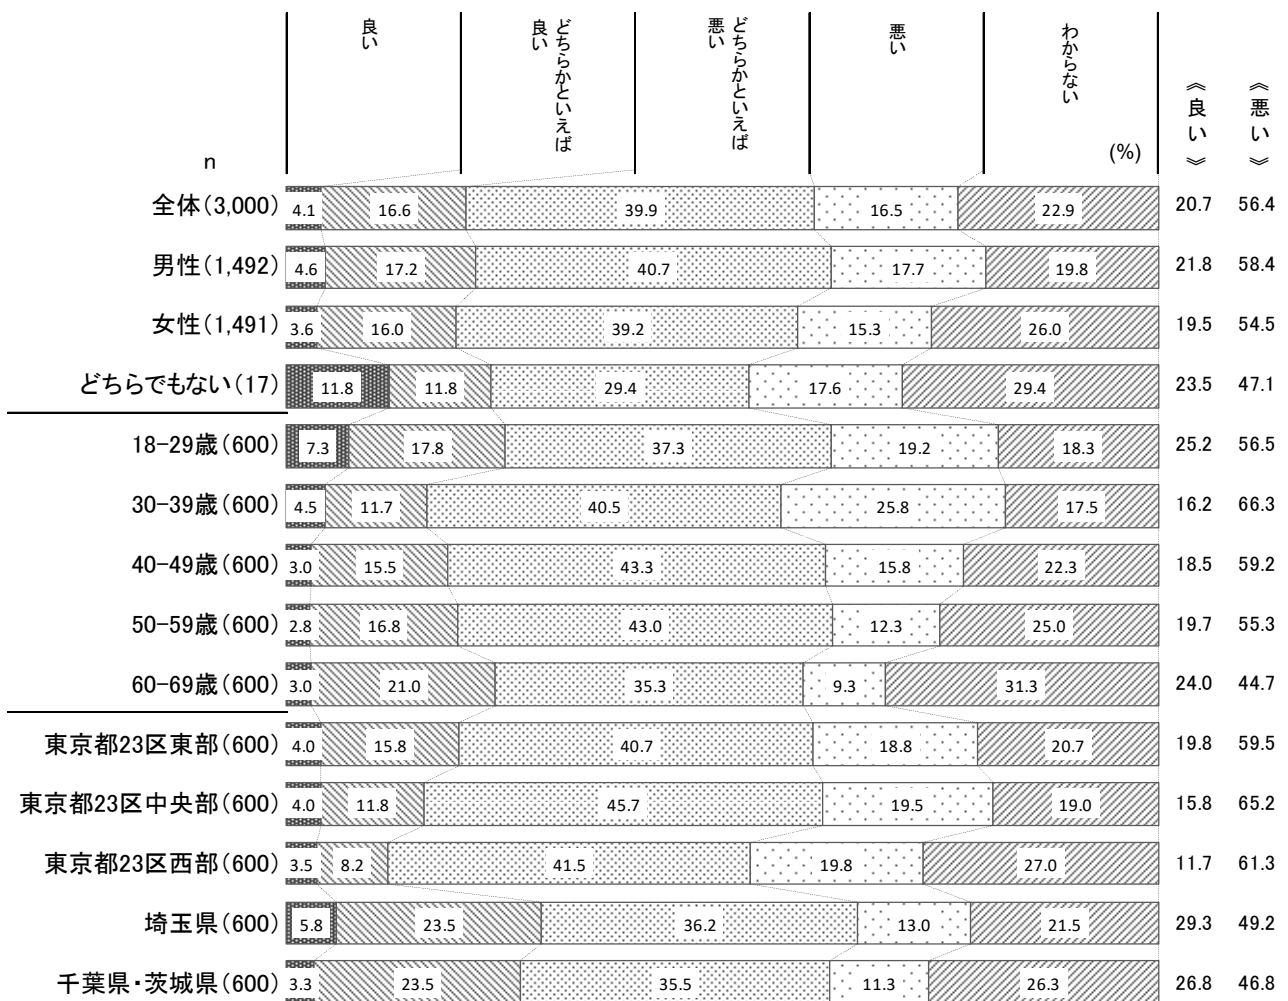 良い
どちらかといえば
良い
どちらかといえば
悪い
悪い
わからない
《良い》
《悪い》
n
(%)
全体(3,000) 4.1 16.6 39.9 16.5 22.9 20.7 56.4
男性(1,492) 4.6 17.2 40.7 17.7 19.8 21.8 58.4
女性(1,491) 3.6 16.0 39.2 15.3 26.0 19.5 54.5
どちらでもない(17) 11.8 11.8 29.4 17.6 29.4 23.5 47.1
18-29歳(600) 7.3 17.8 37.3 19.2 18.3 25.2 56.5
30-39歳(600) 4.5 11.7 40.5 25.8 17.5 16.2 66.3
40-49歳(600) 3.0 15.5 43.3 15.8 22.3 18.5 59.2
50-59歳(600) 2.8 16.8 43.0 12.3 25.0 19.7 55.3
60-69歳(600) 3.0 21.0 35.3 9.3 31.3 24.0 44.7
東京都23区東部(600) 4.0 15.8 40.7 18.8 20.7 19.8 59.5
東京都23区中央部(600) 4.0 11.8 45.7 19.5 19.0 15.8 65.2
東京都23区西部(600) 3.5 8.2 41.5 19.8 27.0 11.7 61.3
埼玉県(600) 5.8 23.5 36.2 13.0 21.5 29.3 49.2
千葉県・茨城県(600) 3.3 23.5 35.5 11.3 26.3 26.8 46.8